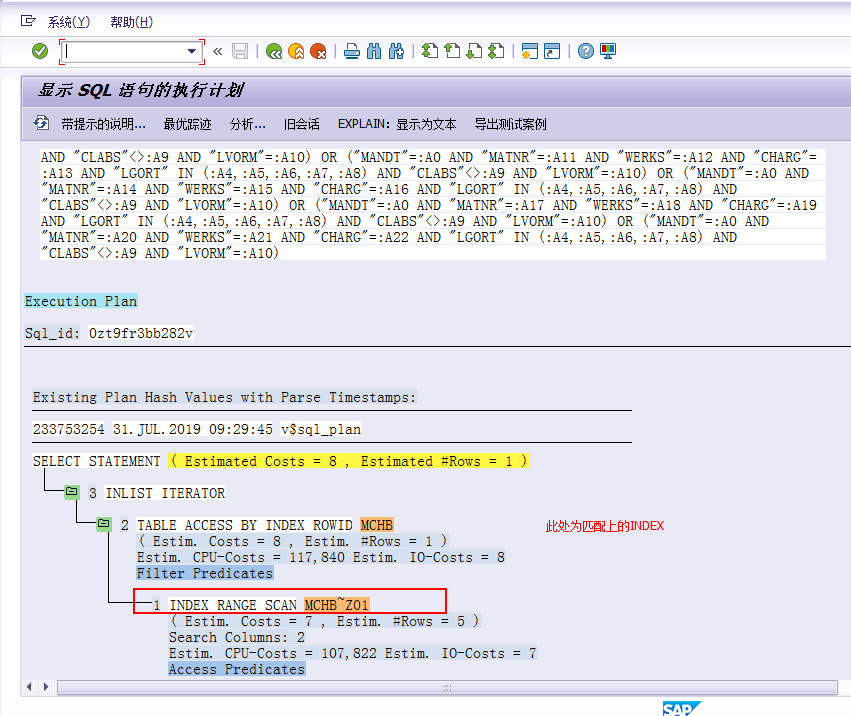 系统(Y) 帮助(H)
显示 SQL 语句的执行计划
带提示的说明... 最优踪迹 分析... 旧会话 EXPLAIN: 显示为文本 导出测试案例
AND "CLABS"<>:A9 AND "LVORM"=:A10) OR ("MANDT"=:A0 AND "MATNR"=:A11 AND "WERKS"=:A12 AND "CHARG"=
:A13 AND "LGORT" IN (:A4,:A5,:A6,:A7,:A8) AND "CLABS"<>:A9 AND "LVORM"=:A10) OR ("MANDT"=:A0 AND
"MATNR"=:A14 AND "WERKS"=:A15 AND "CHARG"=:A16 AND "LGORT" IN (:A4,:A5,:A6,:A7,:A8) AND
"CLABS"<>:A9 AND "LVORM"=:A10) OR ("MANDT"=:A0 AND "MATNR"=:A17 AND "WERKS"=:A18 AND "CHARG"=:A19
AND "LGORT" IN (:A4,:A5,:A6,:A7,:A8) AND "CLABS"<>:A9 AND "LVORM"=:A10) OR ("MANDT"=:A0 AND
"MATNR"=:A20 AND "WERKS"=:A21 AND "CHARG"=:A22 AND "LGORT" IN (:A4,:A5,:A6,:A7,:A8) AND
"CLABS"<>:A9 AND "LVORM"=:A10)
Execution Plan
Sql_id: 0zt9fr3bb282v
Existing Plan Hash Values with Parse Timestamps:
233753254 31.JUL.2019 09:29:45 v$sql_plan
SELECT STATEMENT ( Estimated Costs = 8 , Estimated #Rows = 1 )
3 INLIST ITERATOR
2 TABLE ACCESS BY INDEX ROWID MCHB
此处为匹配上的INDEX
( Estim. Costs = 8 , Estim. #Rows = 1 )
Estim. CPU-Costs = 117,840 Estim. IO-Costs = 8
Filter Predicates
1 INDEX RANGE SCAN MCHB~Z01
( Estim. Costs = 7 , Estim. #Rows = 5 )
Search Columns: 2
Estim. CPU-Costs = 107,822 Estim. IO-Costs = 7
Access Predicates
SAP